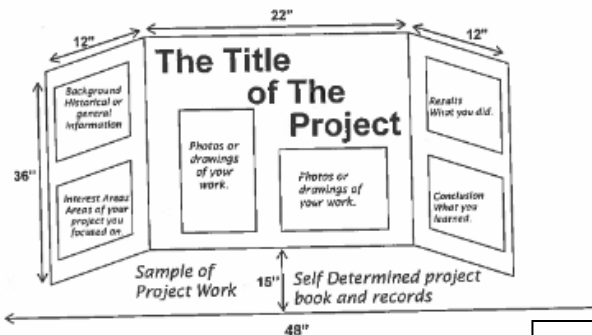 22"
12"
12"
36"
The Title
of The
Project
Background
Historical or
general
Information
Interest Areas
Areas of your
project you
focused on.
Photos or
drawings
of your
work.
Photos or
drawings of
your work.
Results
What you did.
Conclusion
What you
learned.
Sample of
Project Work
15"
Self Determined project
book and records
48"